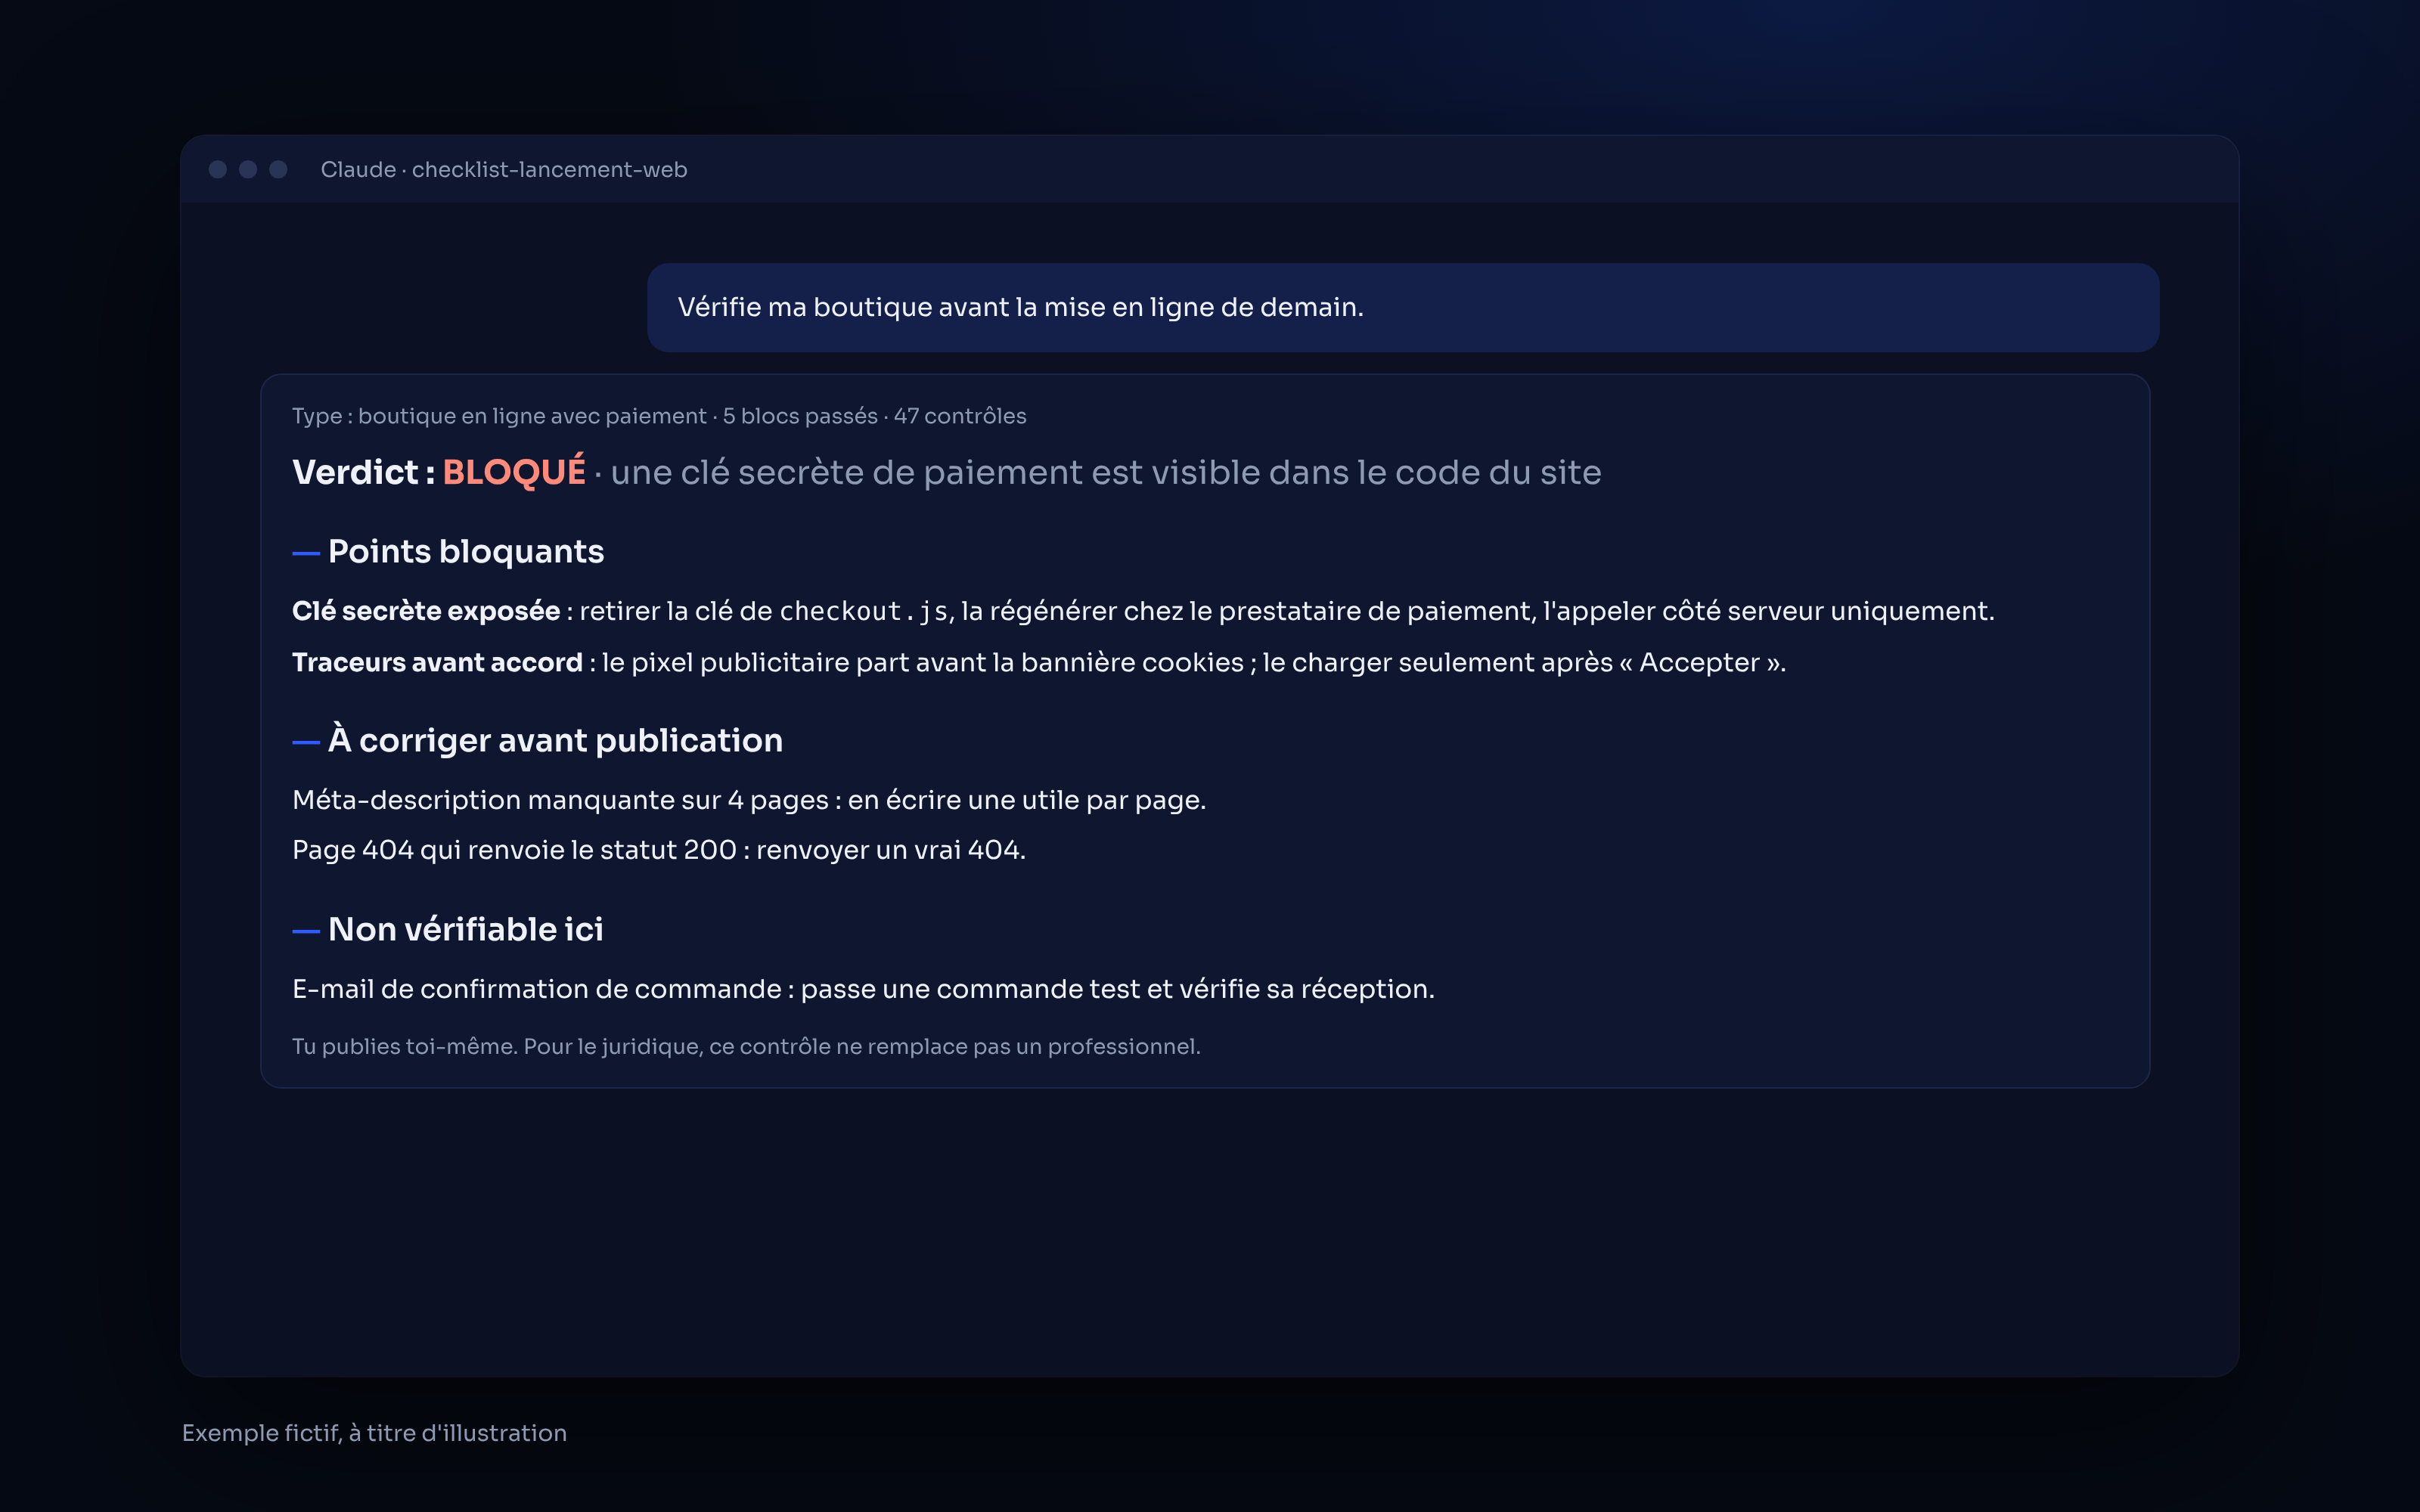 Claude · checklist-lancement-web
Vérifie ma boutique avant la mise en ligne de demain.
Type : boutique en ligne avec paiement · 5 blocs passés · 47 contrôles
Verdict : BLOQUÉ · une clé secrète de paiement est visible dans le code du site
— Points bloquants
Clé secrète exposée : retirer la clé de checkout.js, la régénérer chez le prestataire de paiement, l'appeler côté serveur uniquement.
Traceurs avant accord : le pixel publicitaire part avant la bannière cookies ; le charger seulement après « Accepter ».
— À corriger avant publication
Méta-description manquante sur 4 pages : en écrire une utile par page.
Page 404 qui renvoie le statut 200 : renvoyer un vrai 404.
— Non vérifiable ici
E-mail de confirmation de commande : passe une commande test et vérifie sa réception.
Tu publies toi-même. Pour le juridique, ce contrôle ne remplace pas un professionnel.
Exemple fictif, à titre d'illustration